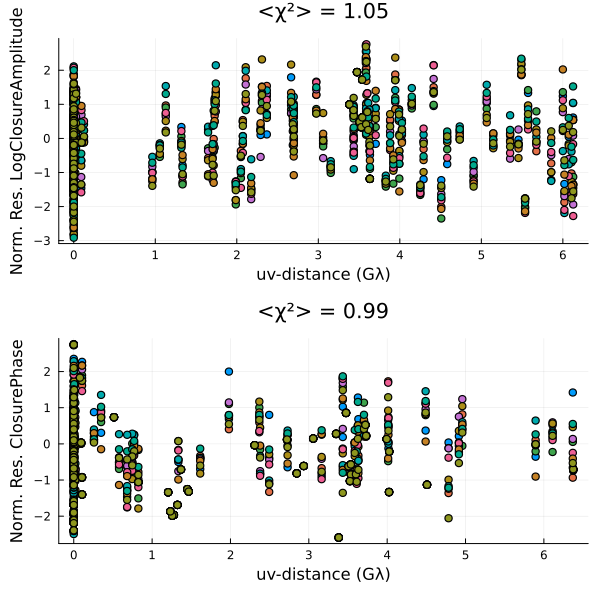 <χ²> = 1.05
Norm. Res. LogClosureAmplitude
2
1
0
−1
−2
−3
0 1 2 3 4 5 6
uv-distance (Gλ)
<χ²> = 0.99
Norm. Res. ClosurePhase
2
1
0
−1
−2
0 1 2 3 4 5 6
uv-distance (Gλ)